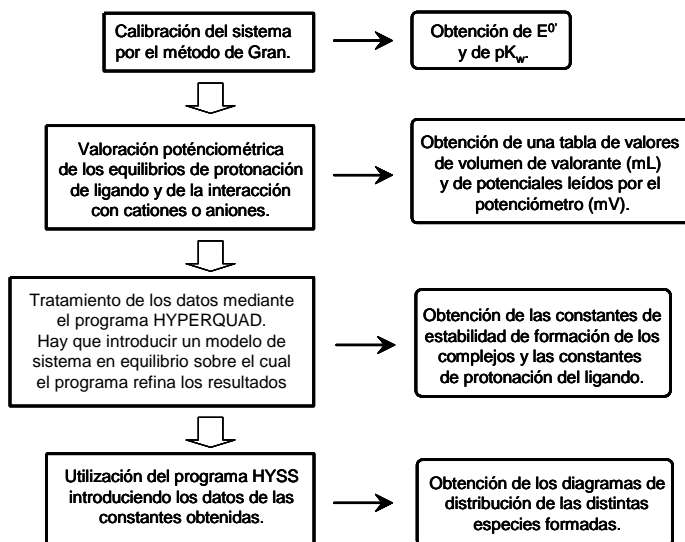 Calibración del sistema
por el método de Gran.
Obtención de E0'
y de pKw.
Valoración poténciométrica
de los equilibrios de protonación
de ligando y de la interacción
con cationes o aniones.
Obtención de una tabla de valores
de volumen de valorante (mL)
y de potenciales leídos por el
potenciómetro (mV).
Tratamiento de los datos mediante
el programa HYPERQUAD.
Hay que introducir un modelo de
sistema en equilibrio sobre el cual
el programa refina los resultados
Obtención de las constantes de
estabilidad de formación de los
complejos y las constantes
de protonación del ligando.
Utilización del programa HYSS
introduciendo los datos de las
constantes obtenidas.
Obtención de los diagramas de
distribución de las distintas
especies formadas.